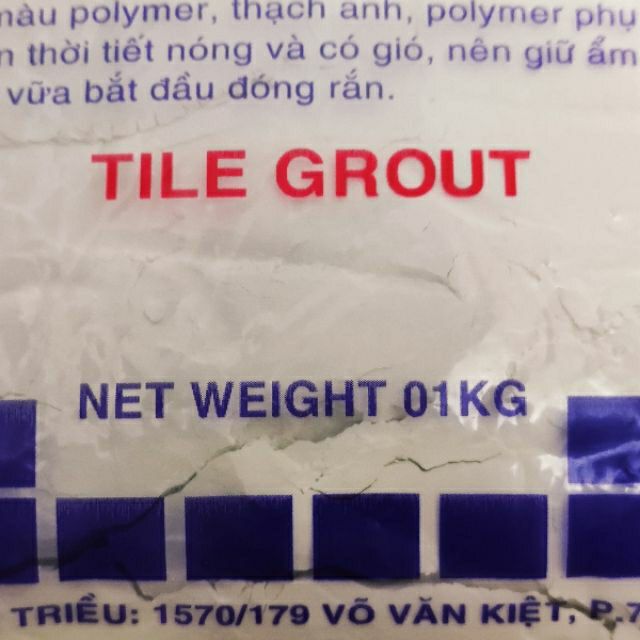 màu polymer, thạch anh, polymer phụ
n thời tiết nóng và có gió, nên giữ ẩm
vữa bắt đầu đóng rắn.
TILE GROUT
NET WEIGHT 01KG
TRIỀU: 1570/179 VÕ VĂN KIỆT, P.7